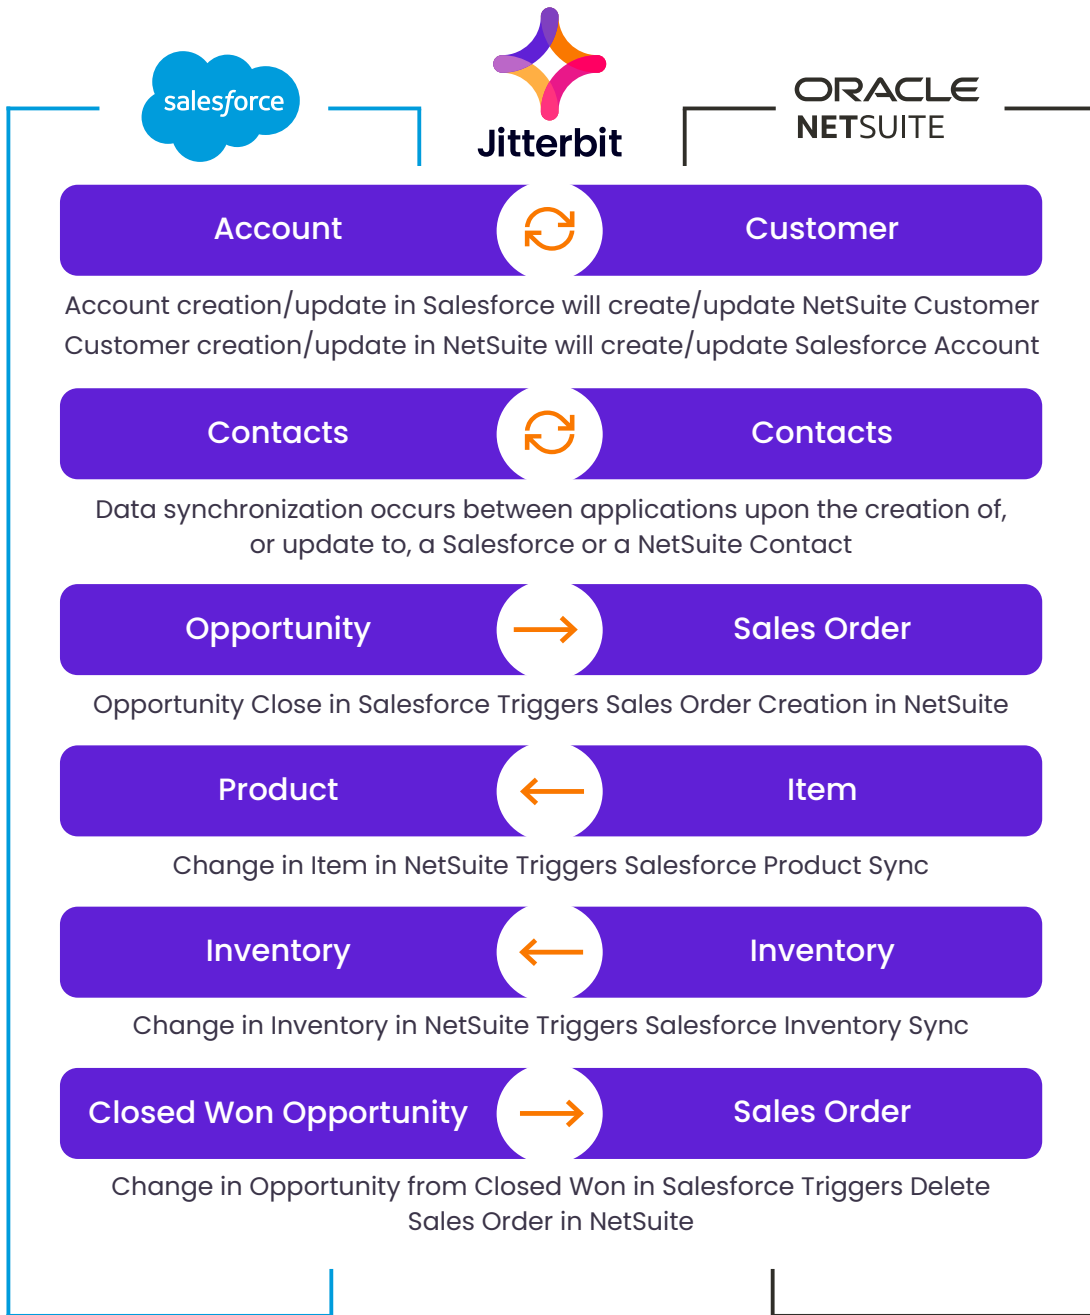 salesforce
Jitterbit
ORACLE
NETSUITE
Account
Customer
Account creation/update in Salesforce will create/update NetSuite Customer
Customer creation/update in NetSuite will create/update Salesforce Account
Contacts
Contacts
Data synchronization occurs between applications upon the creation of,
or update to, a Salesforce or a NetSuite Contact
Opportunity
Sales Order
Opportunity Close in Salesforce Triggers Sales Order Creation in NetSuite
Product
Item
Change in Item in NetSuite Triggers Salesforce Product Sync
Inventory
Inventory
Change in Inventory in NetSuite Triggers Salesforce Inventory Sync
Closed Won Opportunity
Sales Order
Change in Opportunity from Closed Won in Salesforce Triggers Delete
Sales Order in NetSuite